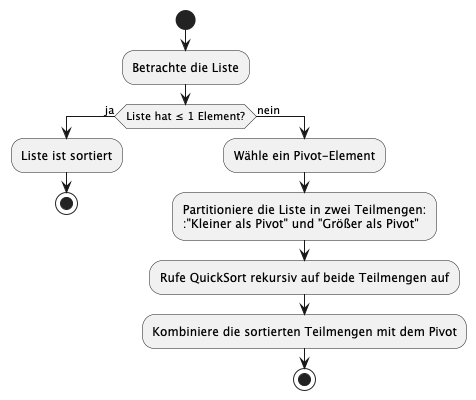 Betrachte die Liste
Liste hat ≤ 1 Element?
ja
nein
Liste ist sortiert
Wähle ein Pivot-Element
Partitioniere die Liste in zwei Teilmengen:
:"Kleiner als Pivot" und "Größer als Pivot"
Rufe QuickSort rekursiv auf beide Teilmengen auf
Kombiniere die sortierten Teilmengen mit dem Pivot